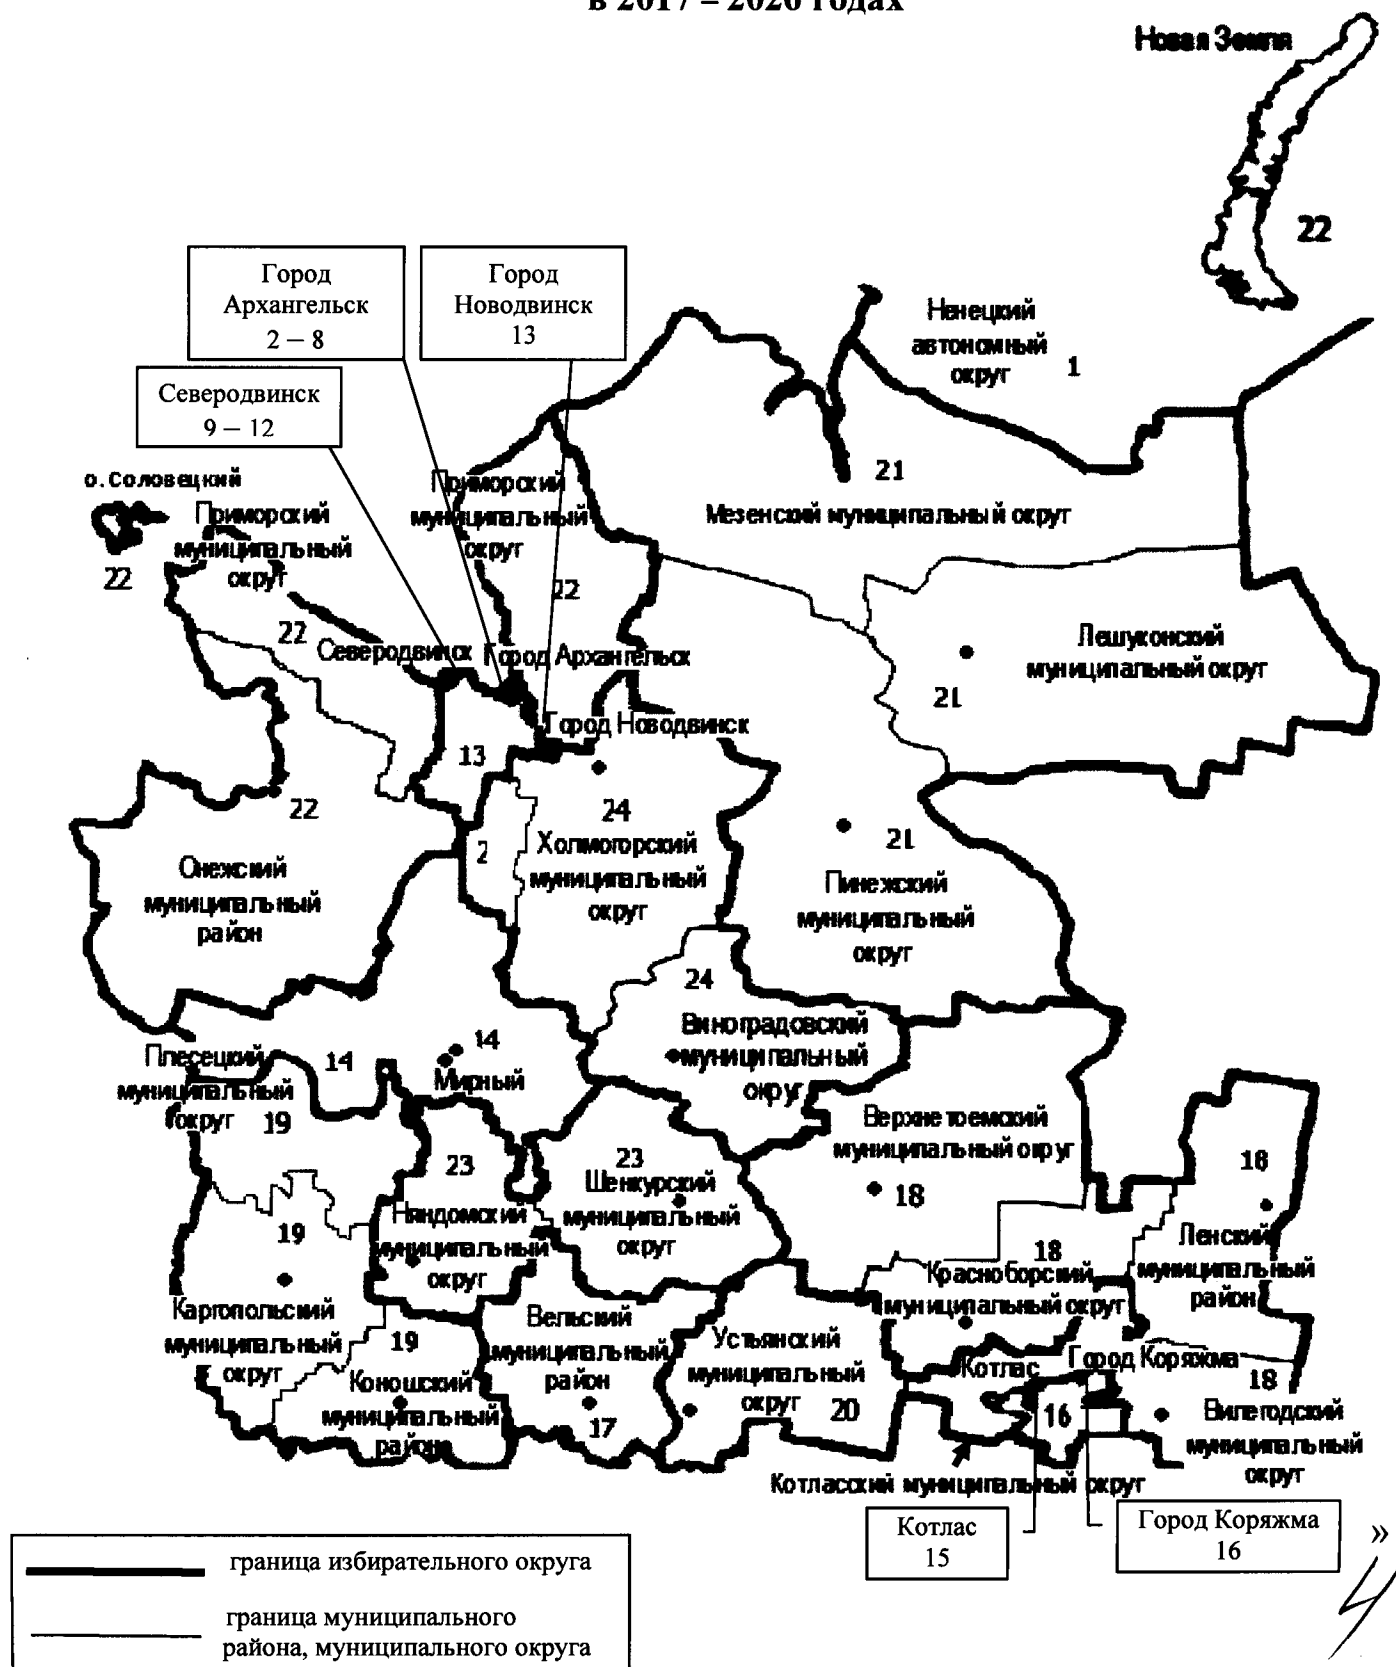 в 2017 – 2026 годах
Новая Земля
22
Город
Архангельск
2 – 8
Город
Новодвинск
13
Северодвинск
9 – 12
Ненецкий
автономный
округ
1
21
Мезенский муниципальный округ
о. Соловецкий
22
Приморский
муниципальный
округ
22
Приморский
муниципальный
округ
22
Северодвинск
Город Архангельск
Город Новодвинск
13
Лешуконский
муниципальный округ
21
22
Онежский
муниципальный
район
2
24
Холмогорский
муниципальный
округ
21
Пинежский
муниципальный
округ
24
Виноградовский
муниципальный
округ
Плесецкий
муниципальный
округ
14
14
Мирный
19
Верхнетоемский
муниципальный округ
18
23
Няндомский
муниципальный
округ
23
Шенкурский
муниципальный
округ
18
Ленский
муниципальный
район
19
Каргопольский
муниципальный
округ
18
Красноборский
муниципальный округ
19
Коношский
муниципальный
район
Вельский
муниципальный
район
17
Устьянский
муниципальный
округ
20
Котлас
Город Коряжма
16
18
Вилегодский
муниципальный
округ
Котласский муниципальный округ
Котлас
15
Город Коряжма
16
»
граница избирательного округа
граница муниципального
района, муниципального округа